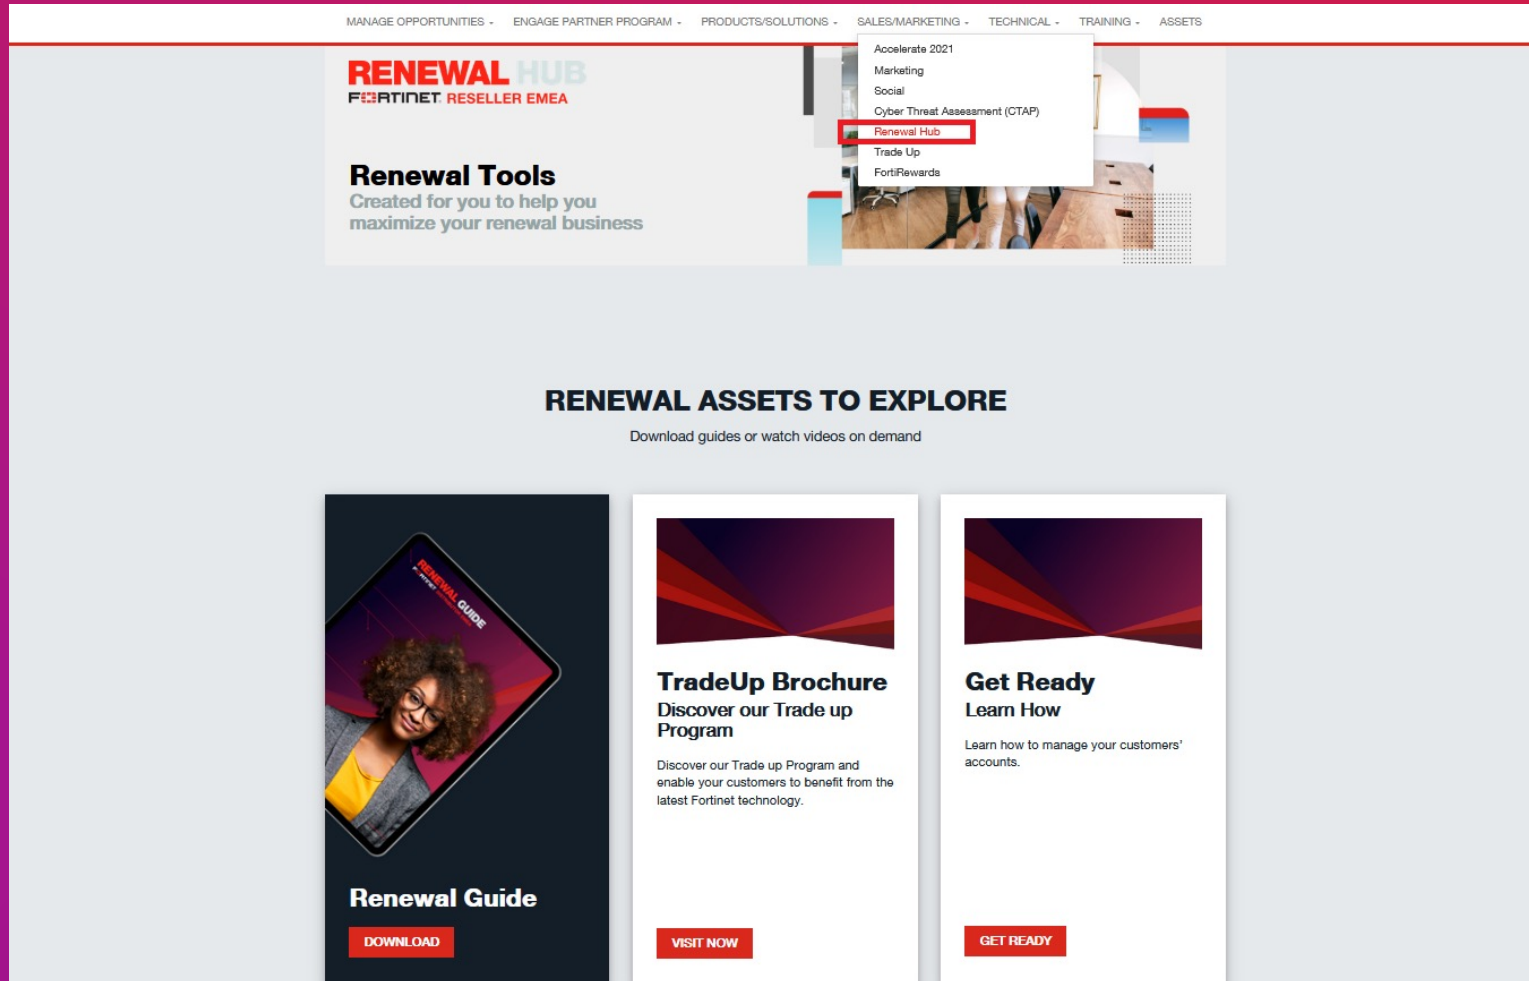 MANAGE OPPORTUNITIES
ENGAGE PARTNER PROGRAM
PRODUCTS/SOLUTIONS
SALES/MARKETING
TECHNICAL
TRAINING
ASSETS
Accelerate 2021
Marketing
Social
Cyber Threat Assessment (CTAP)
Renewal Hub
Trade Up
FortiRewards
RENEWAL HUB
FORTINET RESELLER EMEA
Renewal Tools
Created for you to help you
maximize your renewal business
RENEWAL ASSETS TO EXPLORE
Download guides or watch videos on demand
RENEWAL GUIDE
Renewal Guide
DOWNLOAD
TradeUp Brochure
Discover our Trade up
Program
Discover our Trade up Program and
enable your customers to benefit from the
latest Fortinet technology.
VISIT NOW
Get Ready
Learn How
Learn how to manage your customers'
accounts.
GET READY